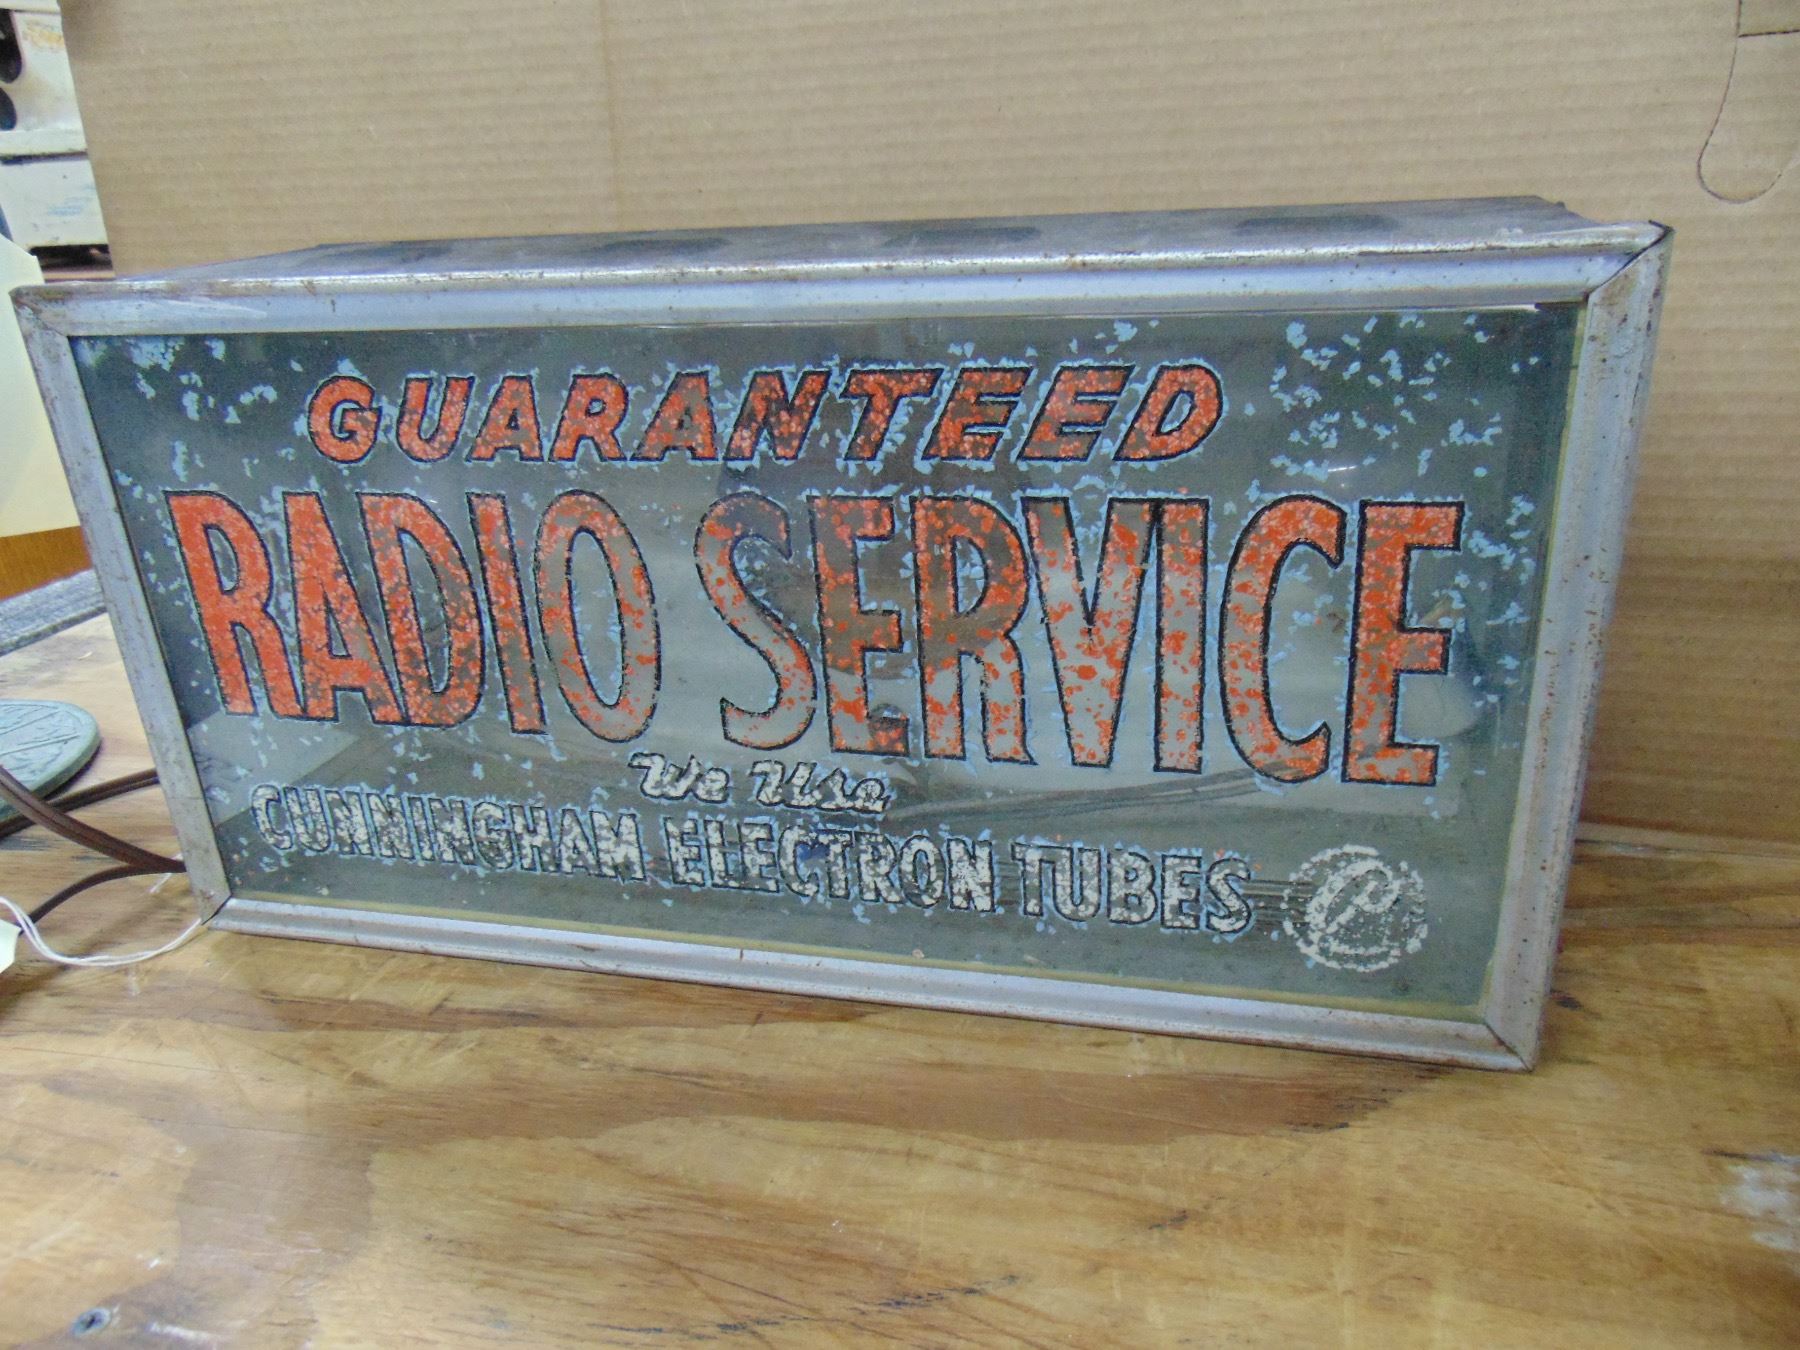 GUARANTEED
RADIO SERVICE
We Use
CUNNINGHAM ELECTRON TUBES
C